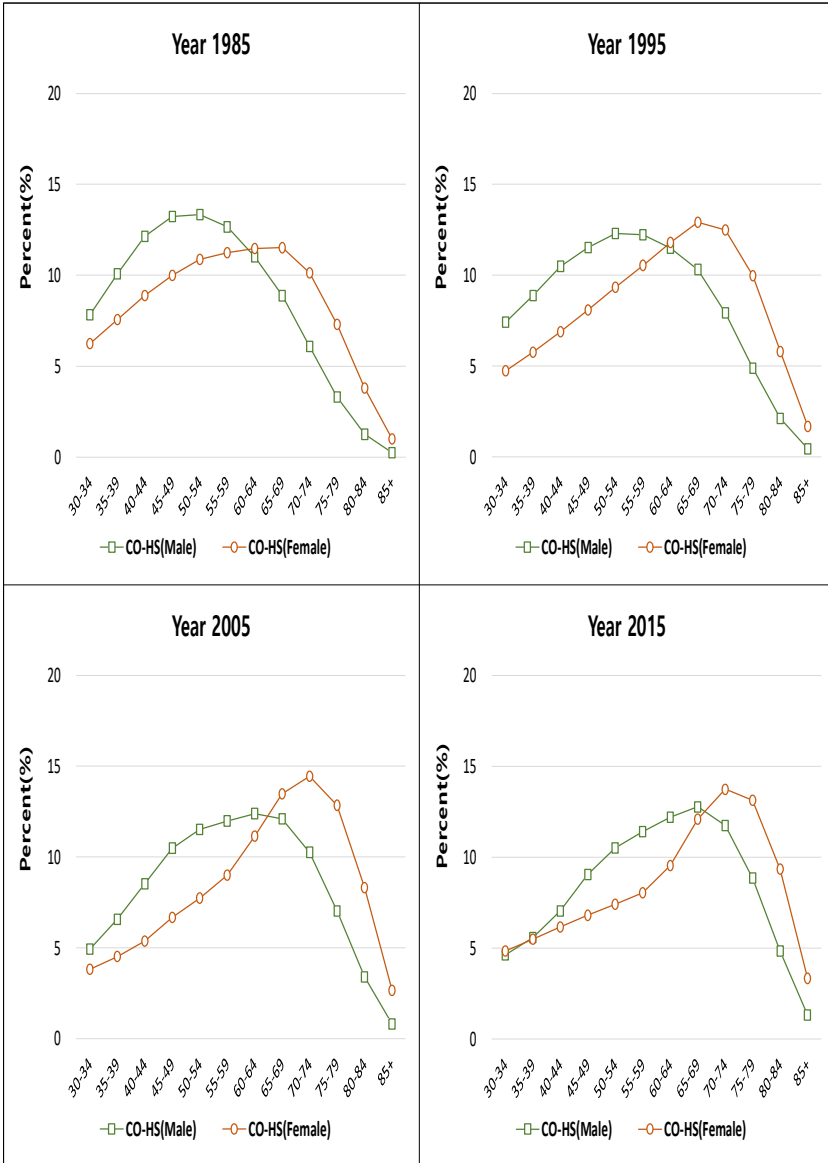 Year 1985
20
15
10
5
0
Percent(%)
30-34 35-39 40-44 45-49 50-54 55-59 60-64 65-69 70-74 75-79 80-84 85+
CO-HS(Male) CO-HS(Female)
Year 1995
20
15
10
5
0
Percent(%)
30-34 35-39 40-44 45-49 50-54 55-59 60-64 65-69 70-74 75-79 80-84 85+
CO-HS(Male) CO-HS(Female)
Year 2005
20
15
10
5
0
Percent(%)
30-34 35-39 40-44 45-49 50-54 55-59 60-64 65-69 70-74 75-79 80-84 85+
CO-HS(Male) CO-HS(Female)
Year 2015
20
15
10
5
0
Percent(%)
30-34 35-39 40-44 45-49 50-54 55-59 60-64 65-69 70-74 75-79 80-84 85+
CO-HS(Male) CO-HS(Female)